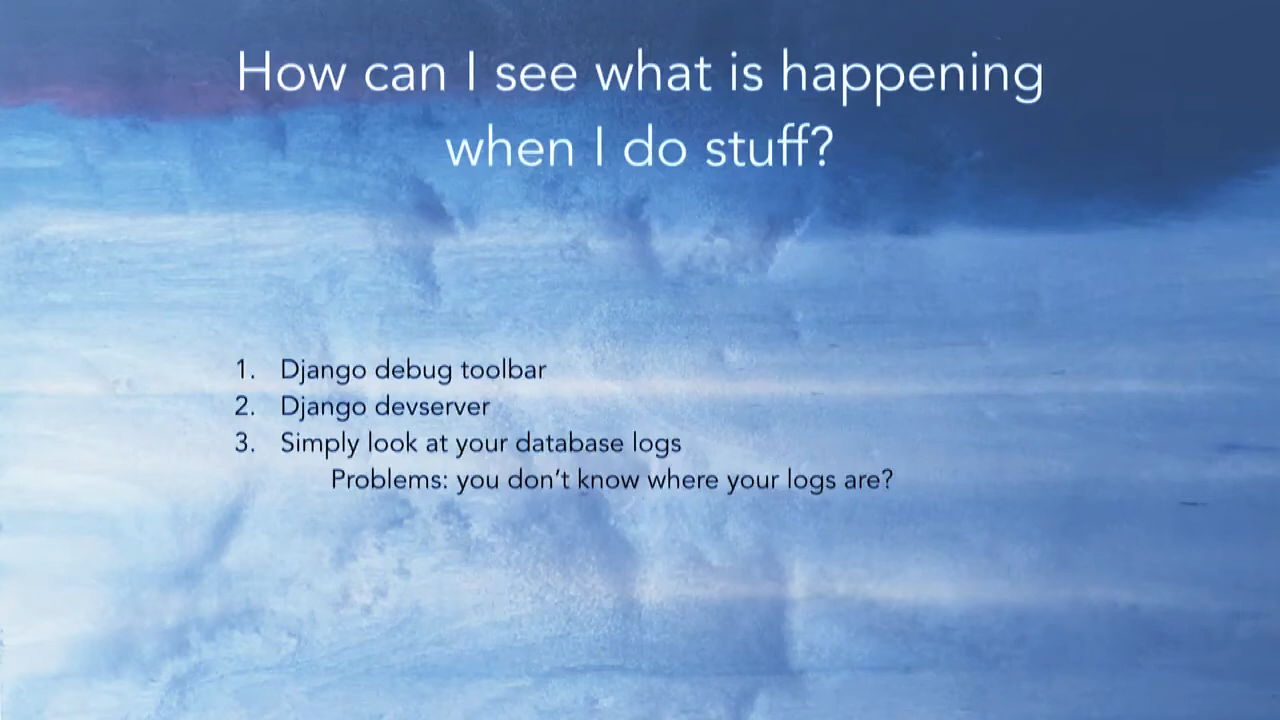 How can I see what is happening
when I do stuff?
1. Django debug toolbar
2. Django devserver
3. Simply look at your database logs
Problems: you don’t know where your logs are?